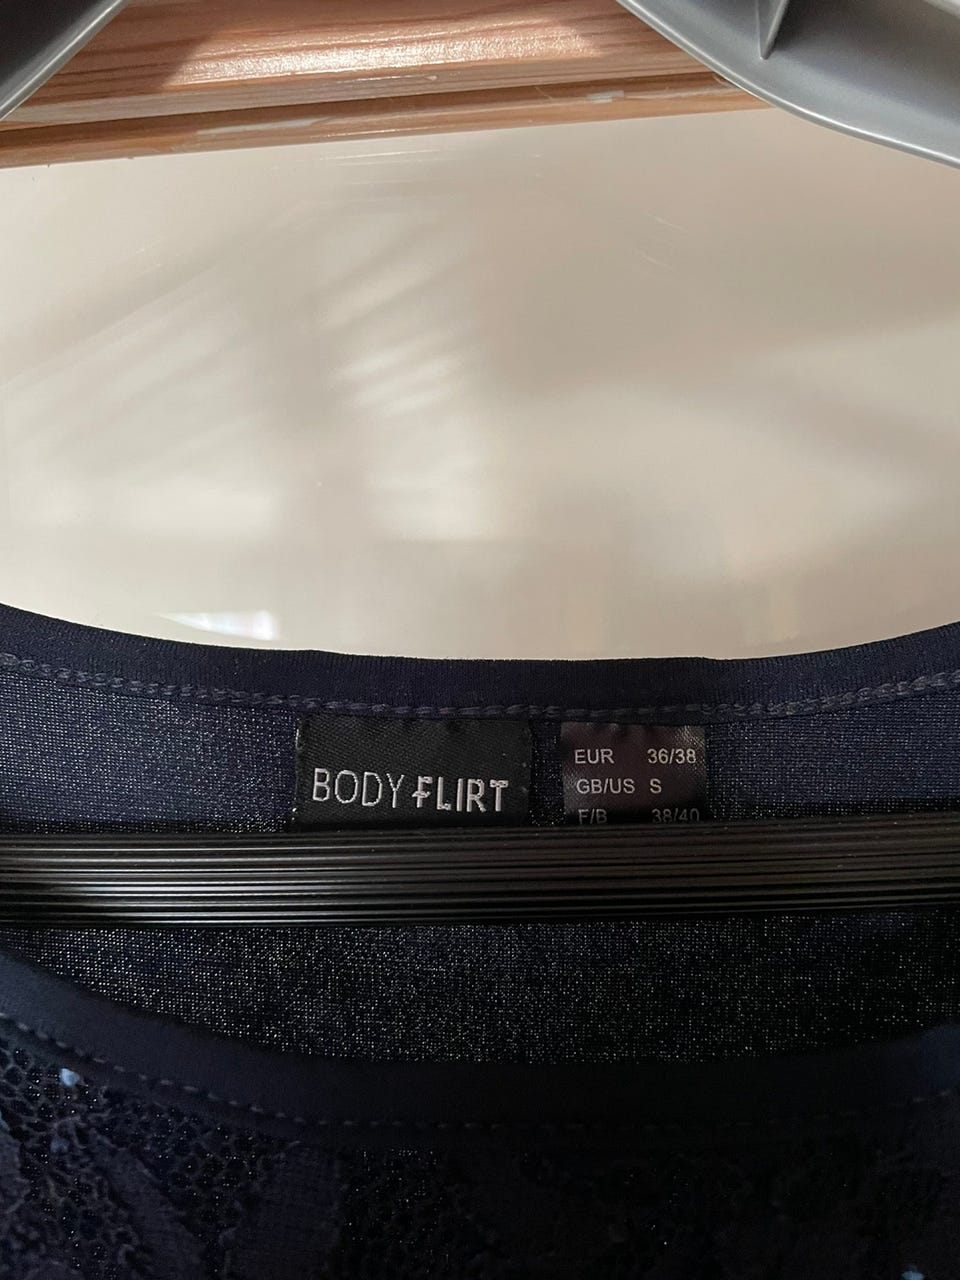 BODY FLIRT
EUR 36/38
GB/US S
F/B 38/40